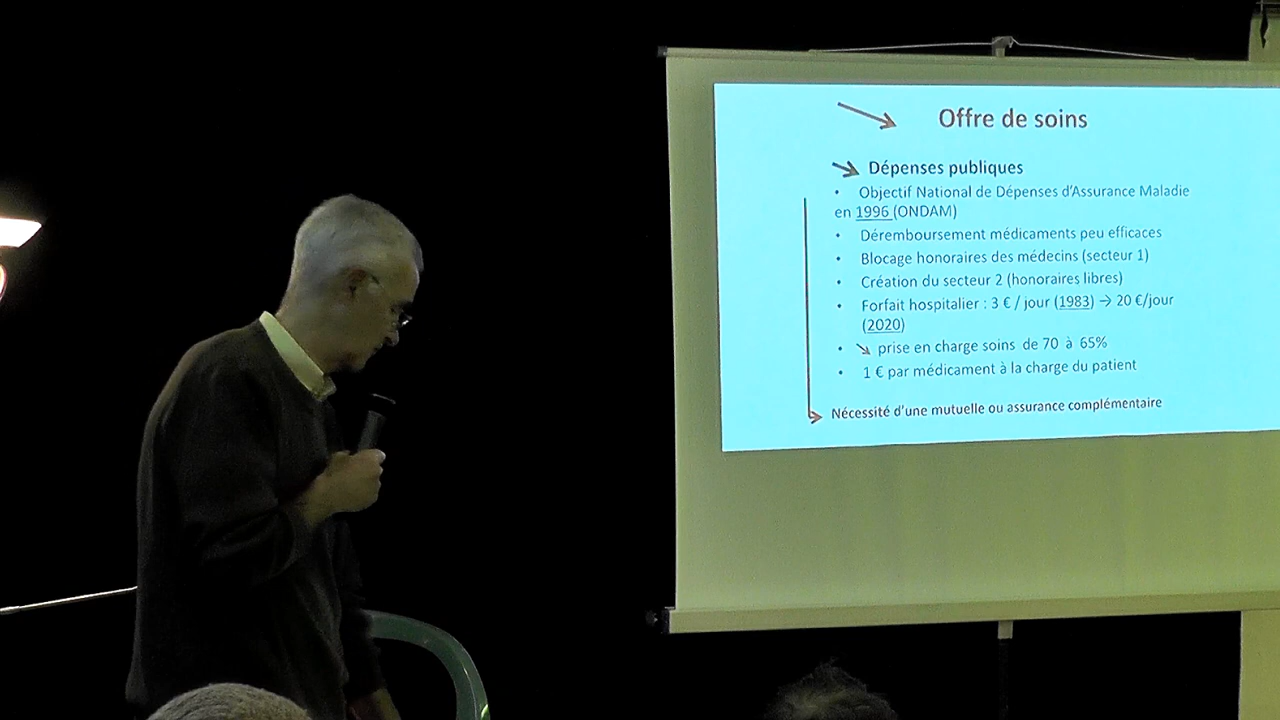 Offre de soins
Dépenses publiques
• Objectif National de Dépenses d'Assurance Maladie
en 1996 (ONDAM)
• Déremboursement médicaments peu efficaces
• Blocage honoraires des médecins (secteur 1)
• Création du secteur 2 (honoraires libres)
• Forfait hospitalier : 3 € / jour (1983) → 20 €/jour
(2020)
• ↘ prise en charge soins de 70 à 65%
• 1 € par médicament à la charge du patient
Nécessité d'une mutuelle ou assurance complémentaire